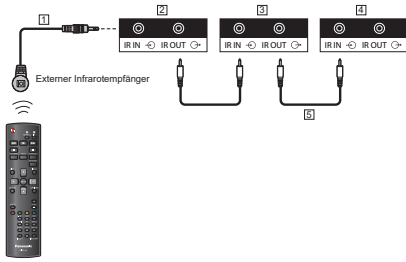 1
2
3
4
IR IN IR OUT
IR IN IR OUT
IR IN IR OUT
Externer Infrarotempfänger
5
Panasonic